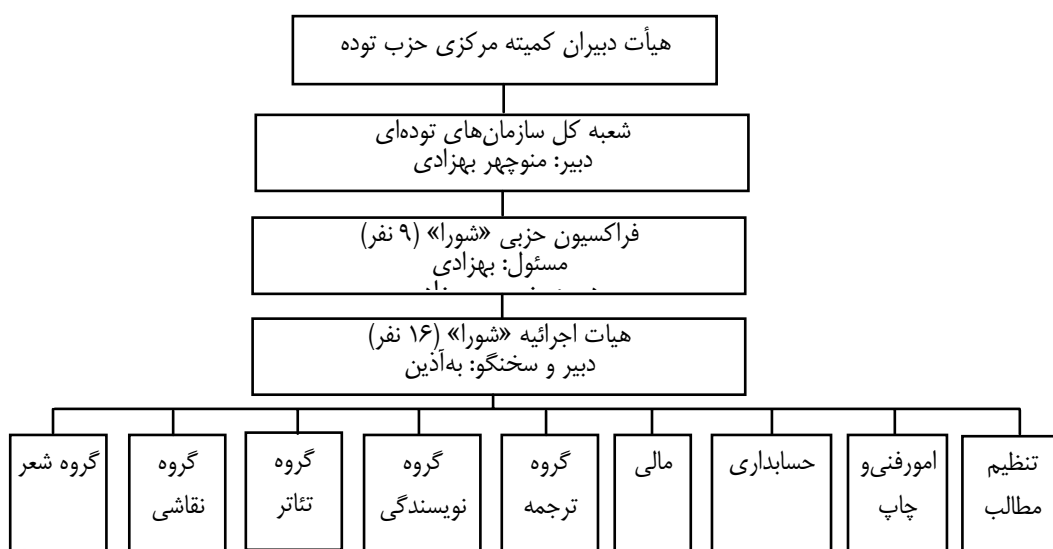 هیأت دبیران کمیته مرکزی حزب توده
شعبه کل سازمان‌های توده‌ای
دبیر: منوچهر بهزادی
فراکسیون حزبی «شورا» (۹ نفر)
مسئول: بهزادی
هیات اجرائیه «شورا» (۱۶ نفر)
دبیر و سخنگو: به‌آذین
تنظیم
مطالب
امورفنی‌و
چاپ
حسابداری
مالی
گروه
ترجمه
گروه
نویسندگی
گروه
تئاتر
گروه
نقاشی
گروه شعر